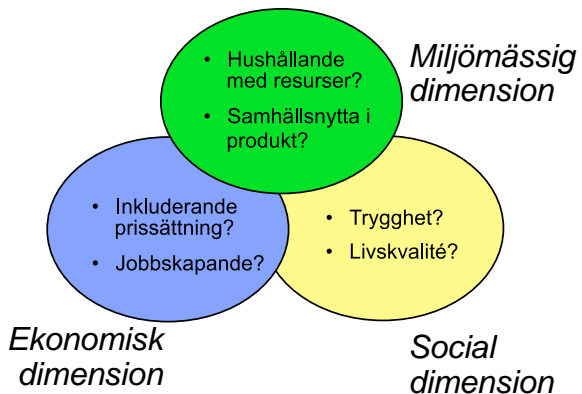 • Hushållande
med resurser?
• Samhällsnytta i
produkt?
Miljömässig
dimension
• Inkluderande
prissättning?
• Jobbskapande?
• Trygghet?
• Livskvalité?
Ekonomisk
dimension
Social
dimension